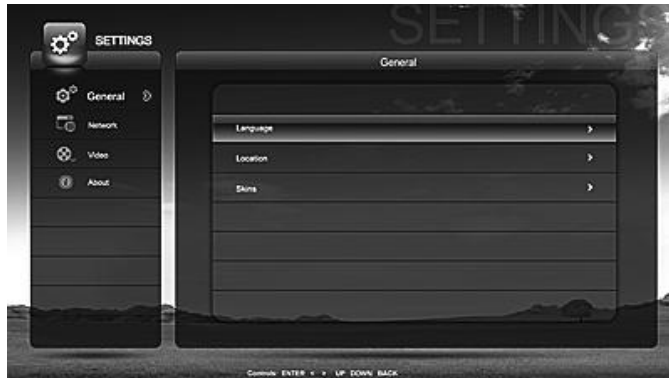 SETTINGS
SETTINGS
General
General
Network
Video
About
Language
Location
Skins
Controls: ENTER < > UP DOWN BACK